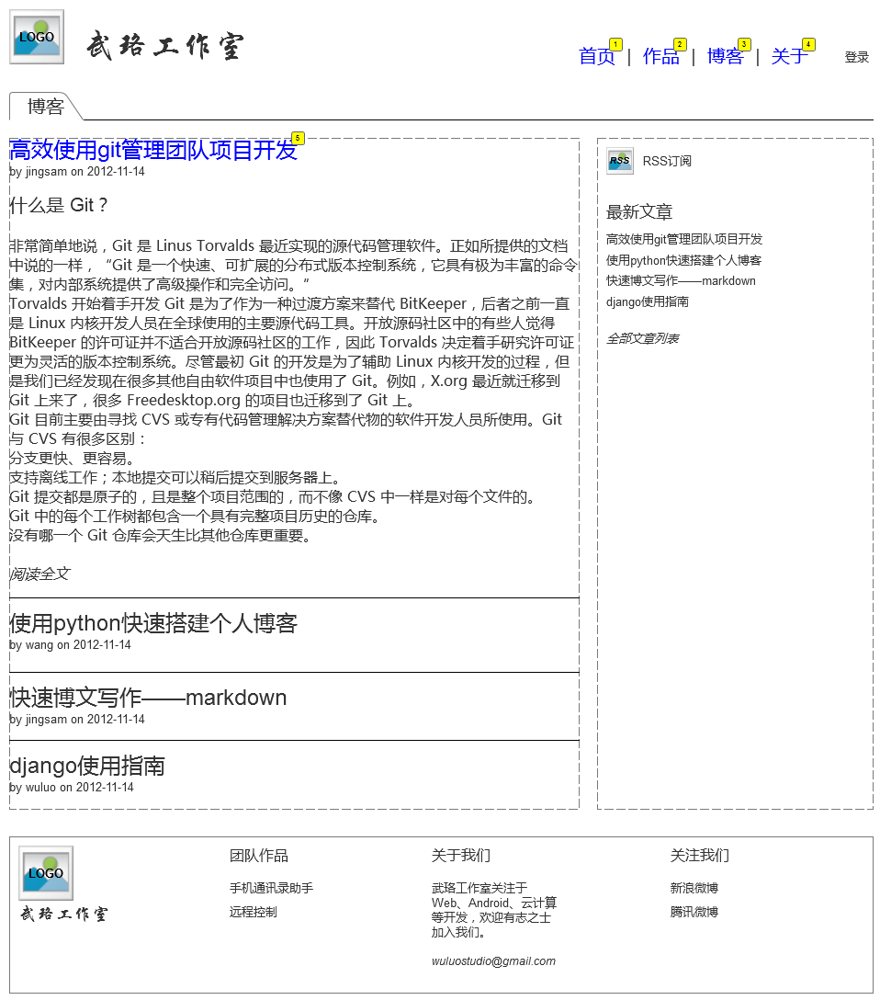 LOGO
武珞工作室
首页 1 | 作品 2 | 博客 3 | 关于 4 登录
博客
高效使用git管理团队项目开发 5
by jingsam on 2012-11-14
什么是 Git？
非常简单地说，Git 是 Linus Torvalds 最近实现的源代码管理软件。正如所提供的文档
中说的一样，“Git 是一个快速、可扩展的分布式版本控制系统，它具有极为丰富的命令
集，对内部系统提供了高级操作和完全访问。”
Torvalds 开始着手开发 Git 是为了作为一种过渡方案来替代 BitKeeper，后者之前一直
是 Linux 内核开发人员在全球使用的主要源代码工具。开放源码社区中的有些人觉得
BitKeeper 的许可证并不适合开放源码社区的工作，因此 Torvalds 决定着手研究许可证
更为灵活的版本控制系统。尽管最初 Git 的开发是为了辅助 Linux 内核开发的过程，但
是我们已经发现在很多其他自由软件项目中也使用了 Git。例如，X.org 最近就迁移到
Git 上来了，很多 Freedesktop.org 的项目也迁移到了 Git 上。
Git 目前主要由寻找 CVS 或专有代码管理解决方案替代物的软件开发人员所使用。Git
与 CVS 有很多区别：
分支更快、更容易。
支持离线工作；本地提交可以稍后提交到服务器上。
Git 提交都是原子的，且是整个项目范围的，而不像 CVS 中一样是对每个文件的。
Git 中的每个工作树都包含一个具有完整项目历史的仓库。
没有哪一个 Git 仓库会天生比其他仓库更重要。
阅读全文
使用python快速搭建个人博客
by wang on 2012-11-14
快速博文写作——markdown
by jingsam on 2012-11-14
django使用指南
by wuluo on 2012-11-14
RSS RSS订阅
最新文章
高效使用git管理团队项目开发
使用python快速搭建个人博客
快速博文写作——markdown
django使用指南
全部文章列表
LOGO
武珞工作室
团队作品
手机通讯录助手
远程控制
关于我们
武珞工作室关注于
Web、Android、云计算
等开发，欢迎有志之士
加入我们。
wuluostudio@gmail.com
关注我们
新浪微博
腾讯微博